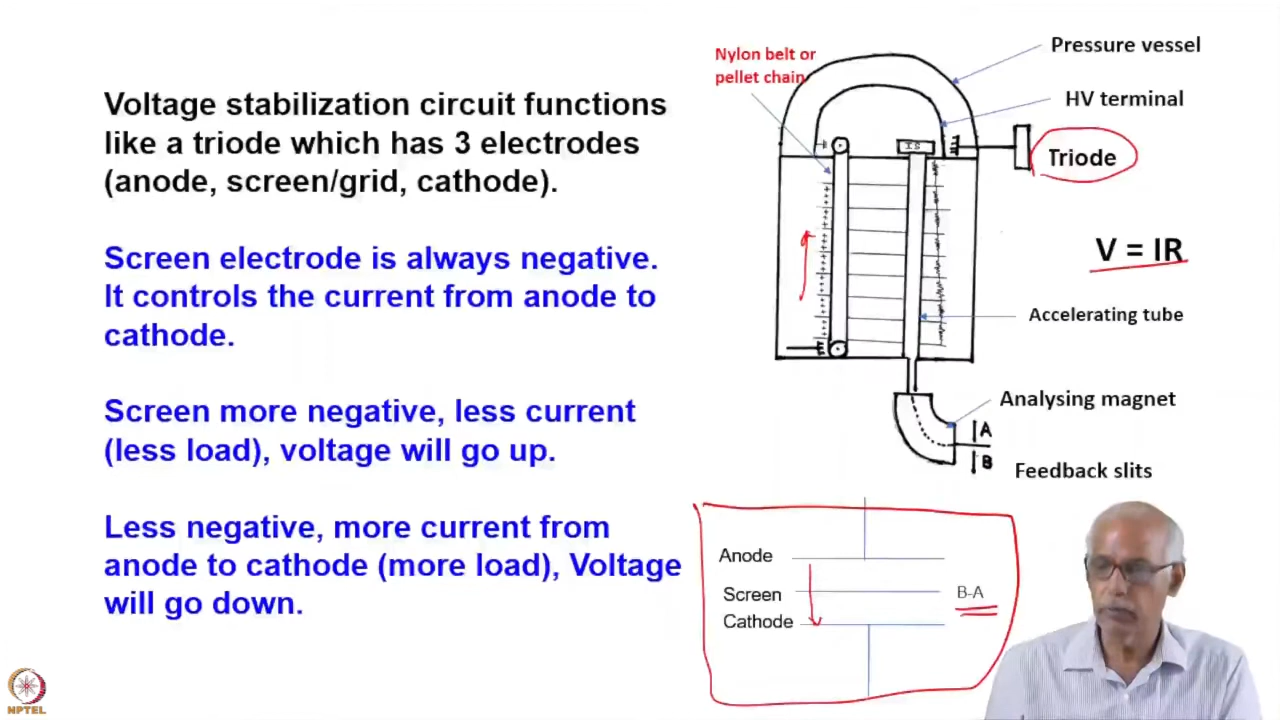 Voltage stabilization circuit functions
like a triode which has 3 electrodes
(anode, screen/grid, cathode).
Screen electrode is always negative.
It controls the current from anode to
cathode.
Screen more negative, less current
(less load), voltage will go up.
Less negative, more current from
anode to cathode (more load), Voltage
will go down.
Nylon belt or
pellet chain
Pressure vessel
HV terminal
I S
Triode
V = IR
Accelerating tube
Analysing magnet
A
B
Feedback slits
Anode
Screen
Cathode
B-A
NPTEL